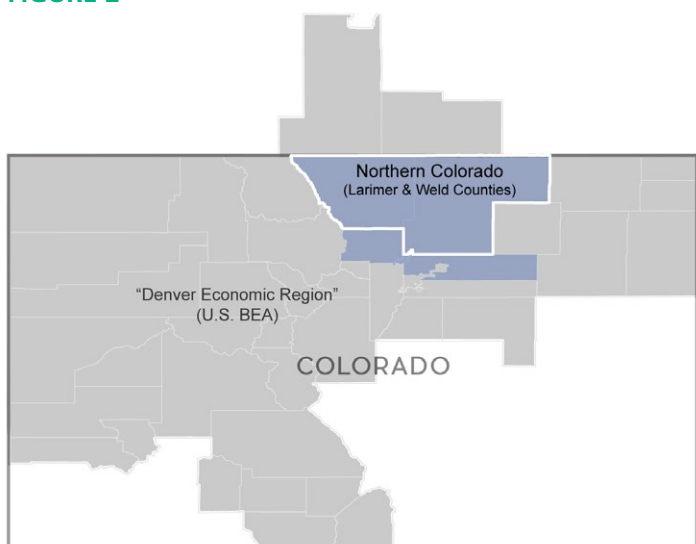 Northern Colorado
(Larimer & Weld Counties)
"Denver Economic Region"
(U.S. BEA)
COLORADO